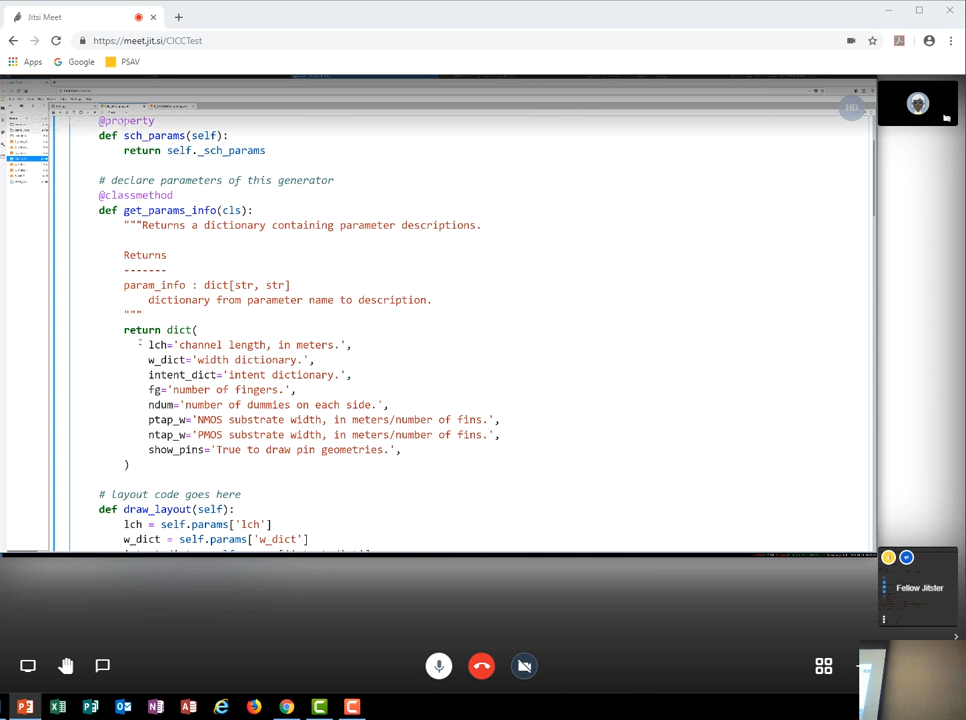 Jitsi Meet
https://meet.jit.si/CICCTest
Apps Google PSAV
HD
@property
def sch_params(self):
return self._sch_params
# declare parameters of this generator
@classmethod
def get_params_info(cls):
"""Returns a dictionary containing parameter descriptions.
Returns
-------
param_info : dict[str, str]
dictionary from parameter name to description.
"""
return dict(
lch='channel length, in meters.',
w_dict='width dictionary.',
intent_dict='intent dictionary.',
fg='number of fingers.',
ndum='number of dummies on each side.',
ptap_w='NMOS substrate width, in meters/number of fins.',
ntap_w='PMOS substrate width, in meters/number of fins.',
show_pins='True to draw pin geometries.',
)
# layout code goes here
def draw_layout(self):
lch = self.params['lch']
w_dict = self.params['w_dict']
Fellow Jitster